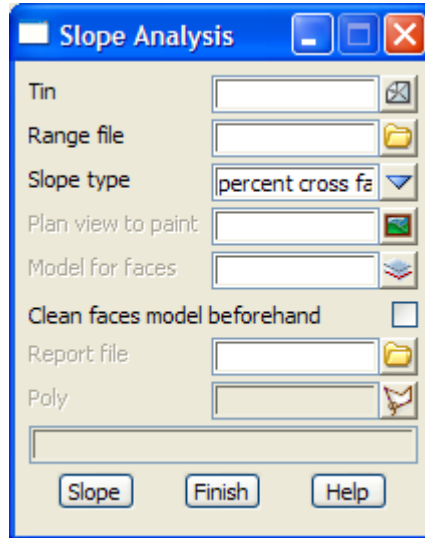 Slope Analysis
Tin
Range file
Slope type percent cross fa
Plan view to paint
Model for faces
Clean faces model beforehand
Report file
Poly
Slope Finish Help